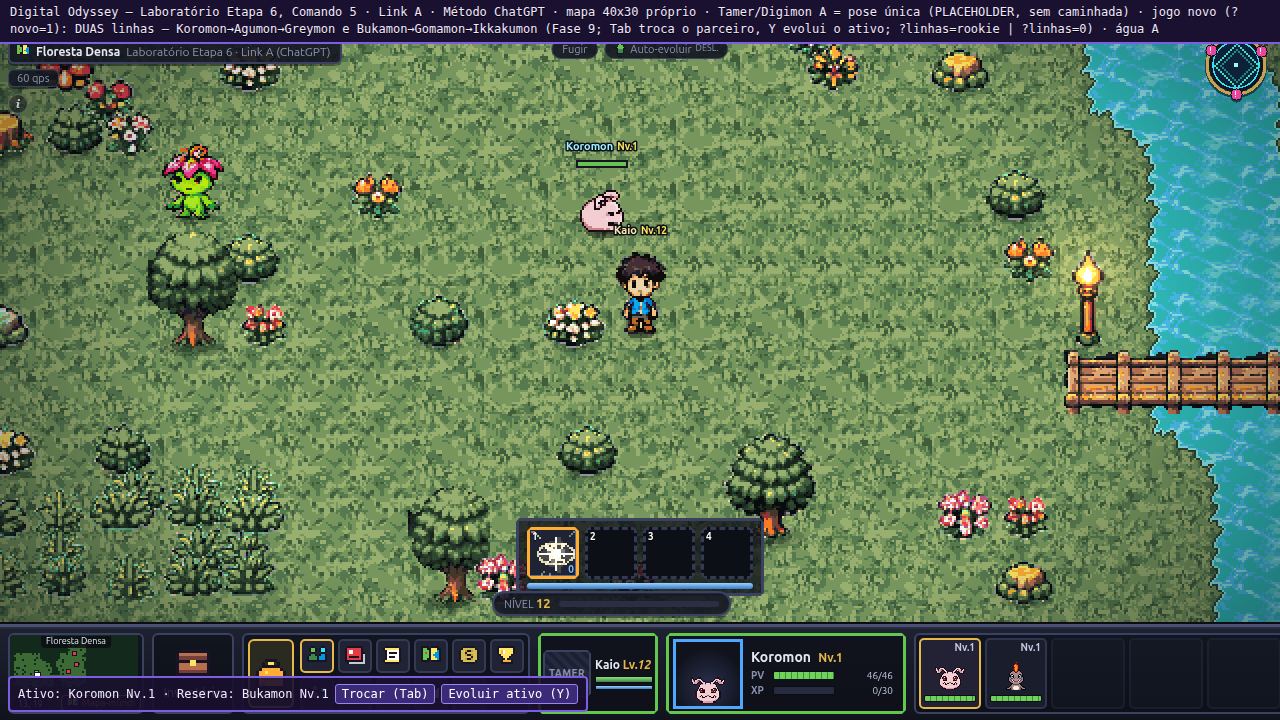 Digital Odyssey — Laboratório Etapa 6, Comando 5 · Link A · Método ChatGPT · mapa 40x30 próprio · Tamer/Digimon A = pose única (PLACEHOLDER, sem caminhada) · jogo novo (?
novo=1): DUAS linhas — Koromon→Agumon→Greymon e Bukamon→Gomamon→Ikkakumon (Fase 9; Tab troca o parceiro, Y evolui o ativo; ?linhas=rookie | ?linhas=0) · água A
Floresta Densa Laboratório Etapa 6 · Link A (ChatGPT)
Fugir
Auto-evoluir DESL.
60 qps
i
Koromon Nv.1
Kaio Nv.12
1 2 3 4
0
NÍVEL 12
Floresta Densa
TAMER
Kaio Lv.12
Koromon Nv.1
PV 46/46
XP 0/30
Nv.1 Nv.1
Ativo: Koromon Nv.1 · Reserva: Bukamon Nv.1 Trocar (Tab) Evoluir ativo (Y)